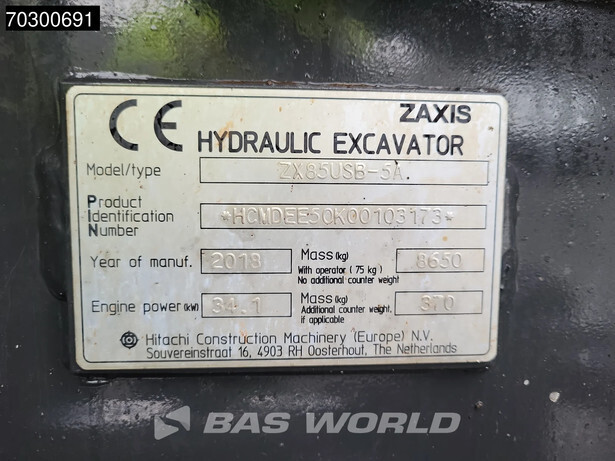 70300691
CE ZAXIS
HYDRAULIC EXCAVATOR
Model/type ZX85USB-5A
Product
Identification *HCMDEE50K00103173*
Number
Year of manuf. 2018 Mass(kg) 8650
With operator (75 kg)
No additional counter weight
Engine power(kW) 34.1 Mass(kg) 370
Additional counter weight,
if applicable
Hitachi Construction Machinery (Europe) N.V.
Souvereinstraat 16, 4903 RH Oosterhout, The Netherlands
BAS WORLD